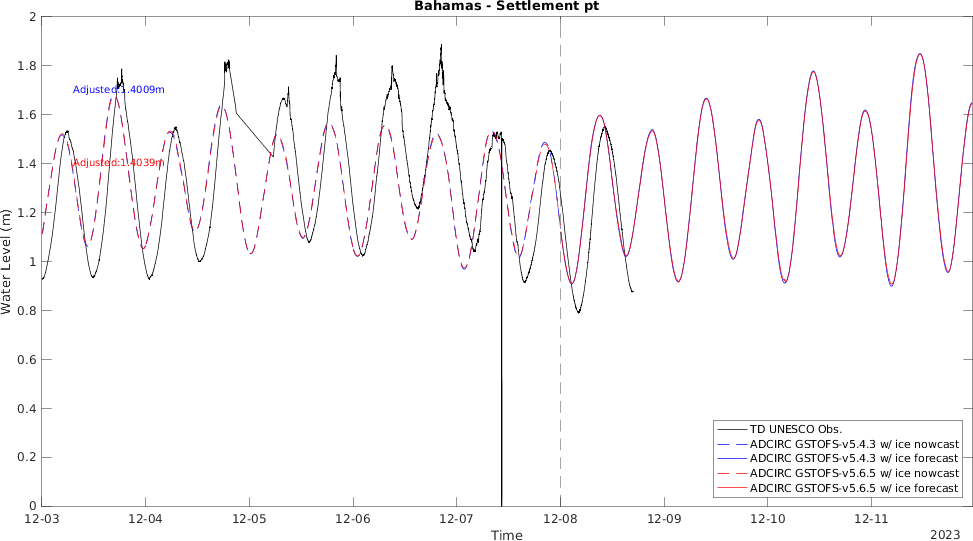 Bahamas - Settlement pt
2
1.8
1.6
1.4
1.2
1
0.8
0.6
0.4
0.2
0
Water Level (m)
Adjusted:1.4009m
Adjusted:1.4039m
TD UNESCO Obs.
ADCIRC GSTOFS-v5.4.3 w/ ice nowcast
ADCIRC GSTOFS-v5.4.3 w/ ice forecast
ADCIRC GSTOFS-v5.6.5 w/ ice nowcast
ADCIRC GSTOFS-v5.6.5 w/ ice forecast
12-03 12-04 12-05 12-06 12-07 12-08 12-09 12-10 12-11
Time
2023